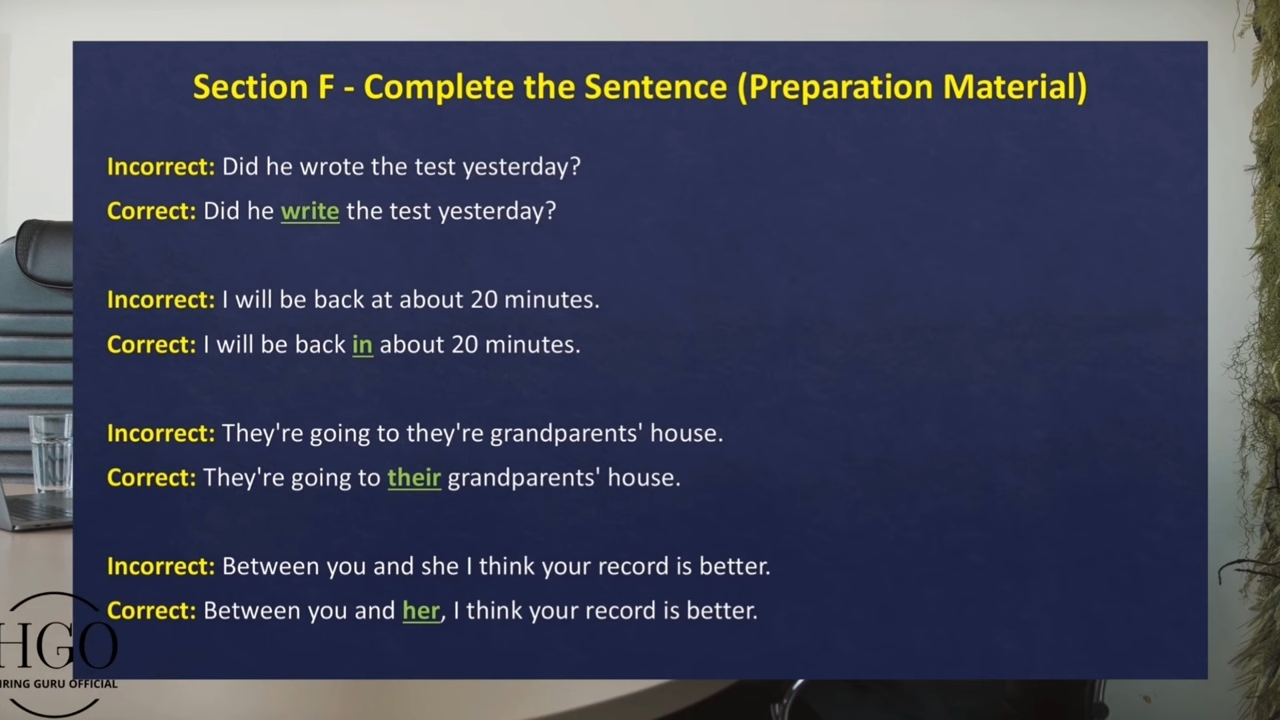 Section F - Complete the Sentence (Preparation Material)
Incorrect: Did he wrote the test yesterday?
Correct: Did he write the test yesterday?
Incorrect: I will be back at about 20 minutes.
Correct: I will be back in about 20 minutes.
Incorrect: They're going to they're grandparents' house.
Correct: They're going to their grandparents' house.
Incorrect: Between you and she I think your record is better.
Correct: Between you and her, I think your record is better.
HGO
IRING GURU OFFICIAL